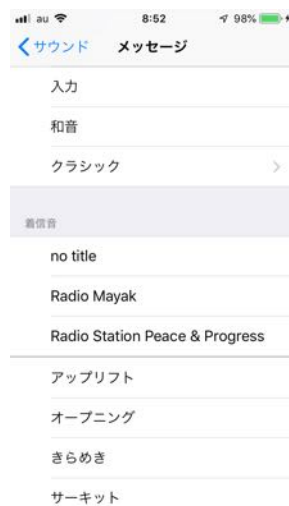 au 8:52 98%
サウンド メッセージ
入力
和音
クラシック
着信音
no title
Radio Mayak
Radio Station Peace & Progress
アップリフト
オープニング
きらめき
サーキット